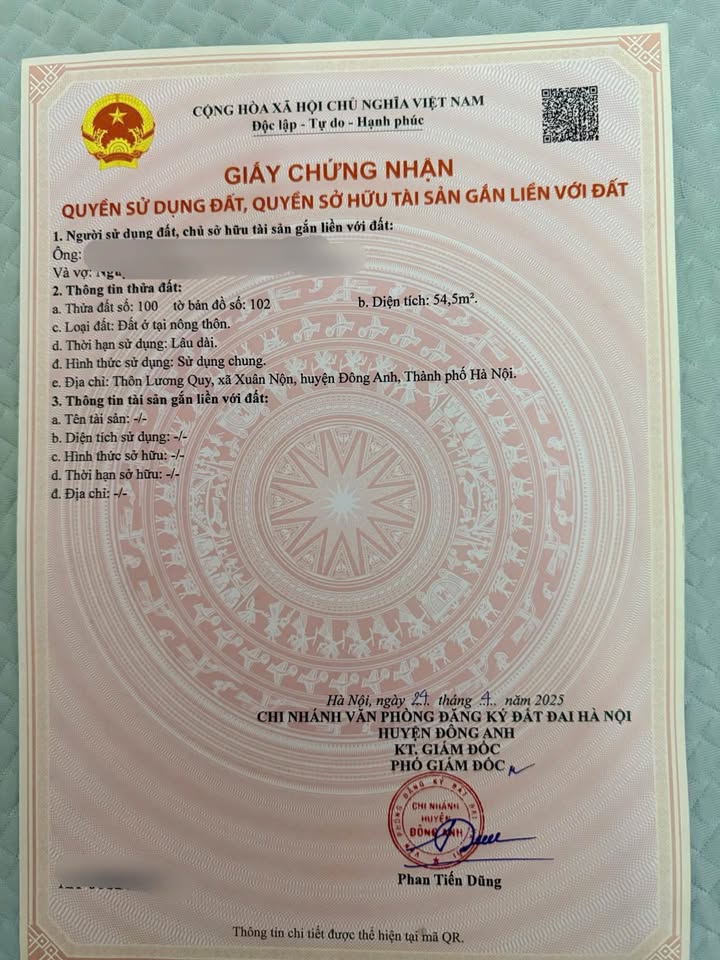 CỘNG HÒA XÃ HỘI CHỦ NGHĨA VIỆT NAM
Độc lập - Tự do - Hạnh phúc
GIẤY CHỨNG NHẬN
QUYỀN SỬ DỤNG ĐẤT, QUYỀN SỞ HỮU TÀI SẢN GẮN LIỀN VỚI ĐẤT
1. Người sử dụng đất, chủ sở hữu tài sản gắn liền với đất:
Ông:
Và vợ:
2. Thông tin thửa đất:
a. Thửa đất số: 100 tờ bản đồ số: 102 b. Diện tích: 54,5m².
c. Loại đất: Đất ở tại nông thôn.
d. Thời hạn sử dụng: Lâu dài.
đ. Hình thức sử dụng: Sử dụng chung.
e. Địa chỉ: Thôn Lương Quy, xã Xuân Nộn, huyện Đông Anh, Thành phố Hà Nội.
3. Thông tin tài sản gắn liền với đất:
a. Tên tài sản: -/-
b. Diện tích sử dụng: -/-
c. Hình thức sở hữu: -/-
d. Thời hạn sở hữu: -/-
đ. Địa chỉ: -/-
Hà Nội, ngày 29 tháng 4 năm 2025
CHI NHÁNH VĂN PHÒNG ĐĂNG KÝ ĐẤT ĐAI HÀ NỘI
HUYỆN ĐÔNG ANH
KT. GIÁM ĐỐC
PHÓ GIÁM ĐỐC
VĂN PHÒNG ĐĂNG KÝ ĐẤT ĐAI
CHI NHÁNH
HUYỆN
ĐÔNG ANH
Phan Tiến Dũng
Thông tin chi tiết được thể hiện tại mã QR.